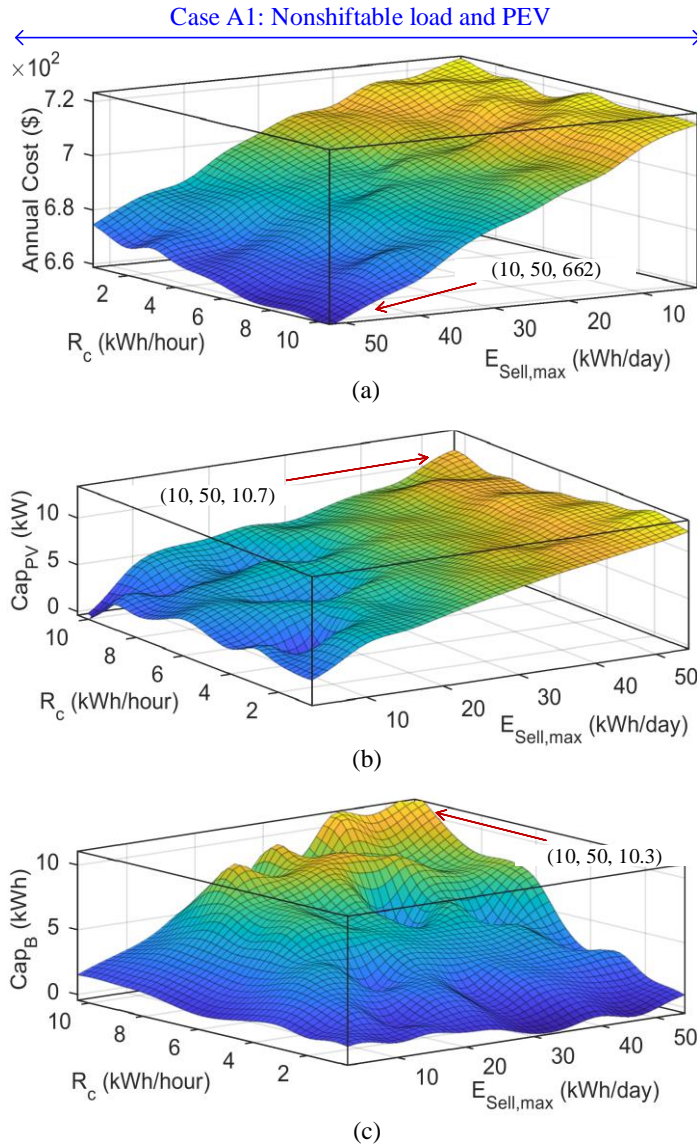 Case A1: Nonshiftable load and PEV
×10²
7.2
7
6.8
6.6
Annual Cost ($)
(10, 50, 662)
2
4
6
8
10
R_c (kWh/hour)
50
40
30
20
10
E_Sell,max (kWh/day)
(a)
10
5
0
Cap_PV (kW)
(10, 50, 10.7)
10
8
6
4
2
R_c (kWh/hour)
10
20
30
40
50
E_Sell,max (kWh/day)
(b)
10
5
0
Cap_B (kWh)
(10, 50, 10.3)
10
8
6
4
2
R_c (kWh/hour)
10
20
30
40
50
E_Sell,max (kWh/day)
(c)